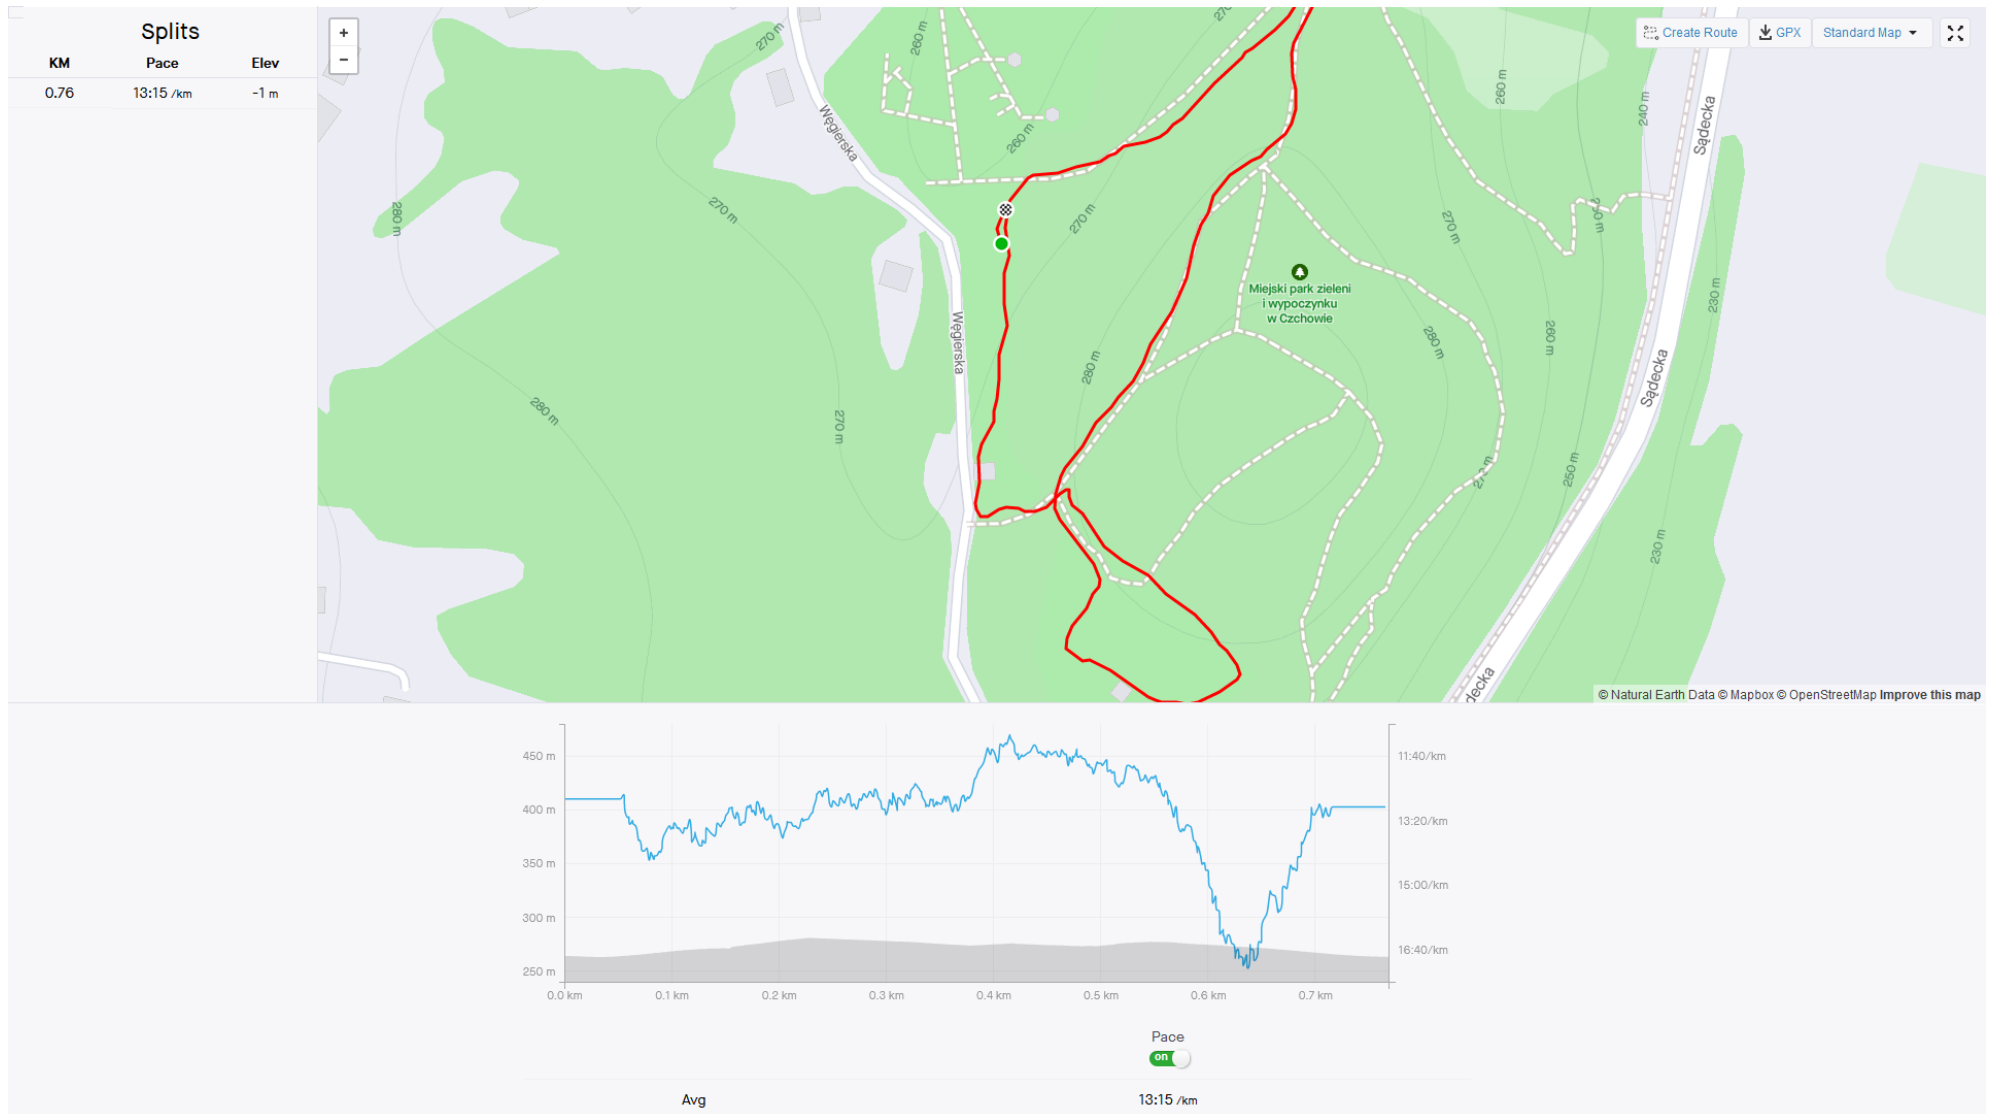 Splits
KM Pace Elev
0.76 13:15 /km -1 m
+
-
Create Route
GPX
Standard Map
270 m
260 m
270
260 m
240 m
Sądecka
Węgierska
260 m
280 m
270 m
270 m
270 m
250 m
230 m
Miejski park zieleni
i wypoczynku
w Czchowie
Węgierska
280 m
280 m
260 m
Sądecka
280 m
270 m
270 m
250 m
230 m
decka
© Natural Earth Data © Mapbox © OpenStreetMap Improve this map
450 m
400 m
350 m
300 m
250 m
11:40/km
13:20/km
15:00/km
16:40/km
0.0 km 0.1 km 0.2 km 0.3 km 0.4 km 0.5 km 0.6 km 0.7 km
Pace
on
Avg 13:15 /km